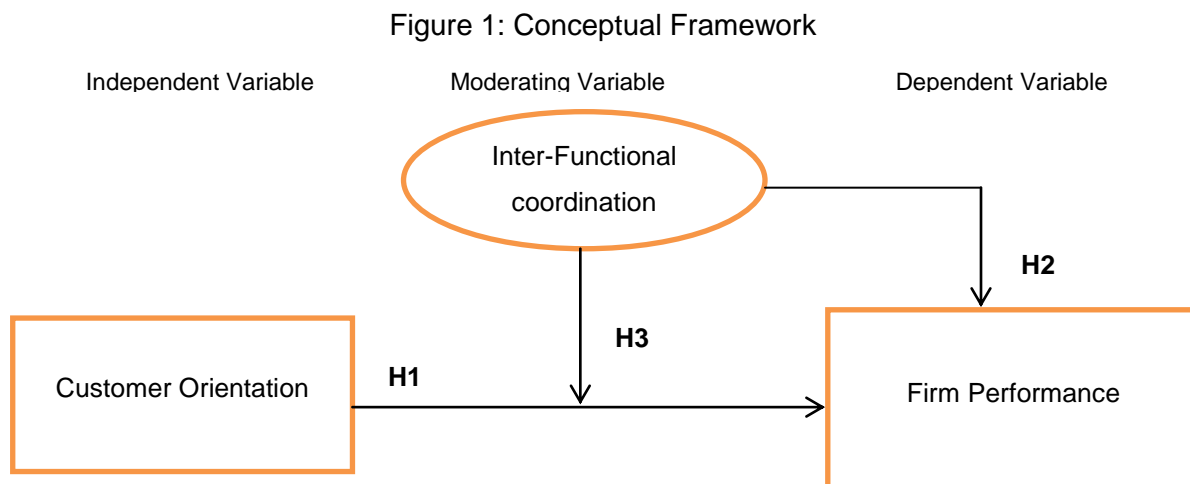 Figure 1: Conceptual Framework
Independent Variable
Moderating Variable
Dependent Variable
Inter-Functional
coordination
H2
H3
Customer Orientation
H1
Firm Performance